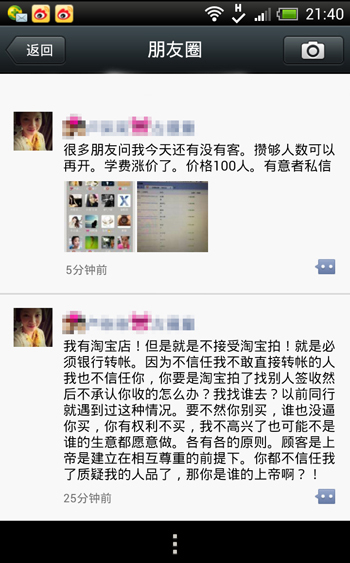 H
21:40
返回
朋友圈
很多朋友问我今天还有没有客。攒够人数可以
再开。学费涨价了。价格100人。有意者私信
5分钟前
我有淘宝店！但是就是不接受淘宝拍！就是必
须银行转帐。因为不信任我不敢直接转帐的人
我也不信任你，你要是淘宝拍了找别人签收然
后不承认你收的怎么办？我找谁去？以前同行
就遇到过这种情况。要不然你别买，谁也没逼
你买，你有权利不买，我不高兴了也可能不是
谁的生意都愿意做。各有各的原则。顾客是上
帝是建立在相互尊重的前提下。你都不信任我
了质疑我的人品了，那你是谁的上帝啊？！
25分钟前